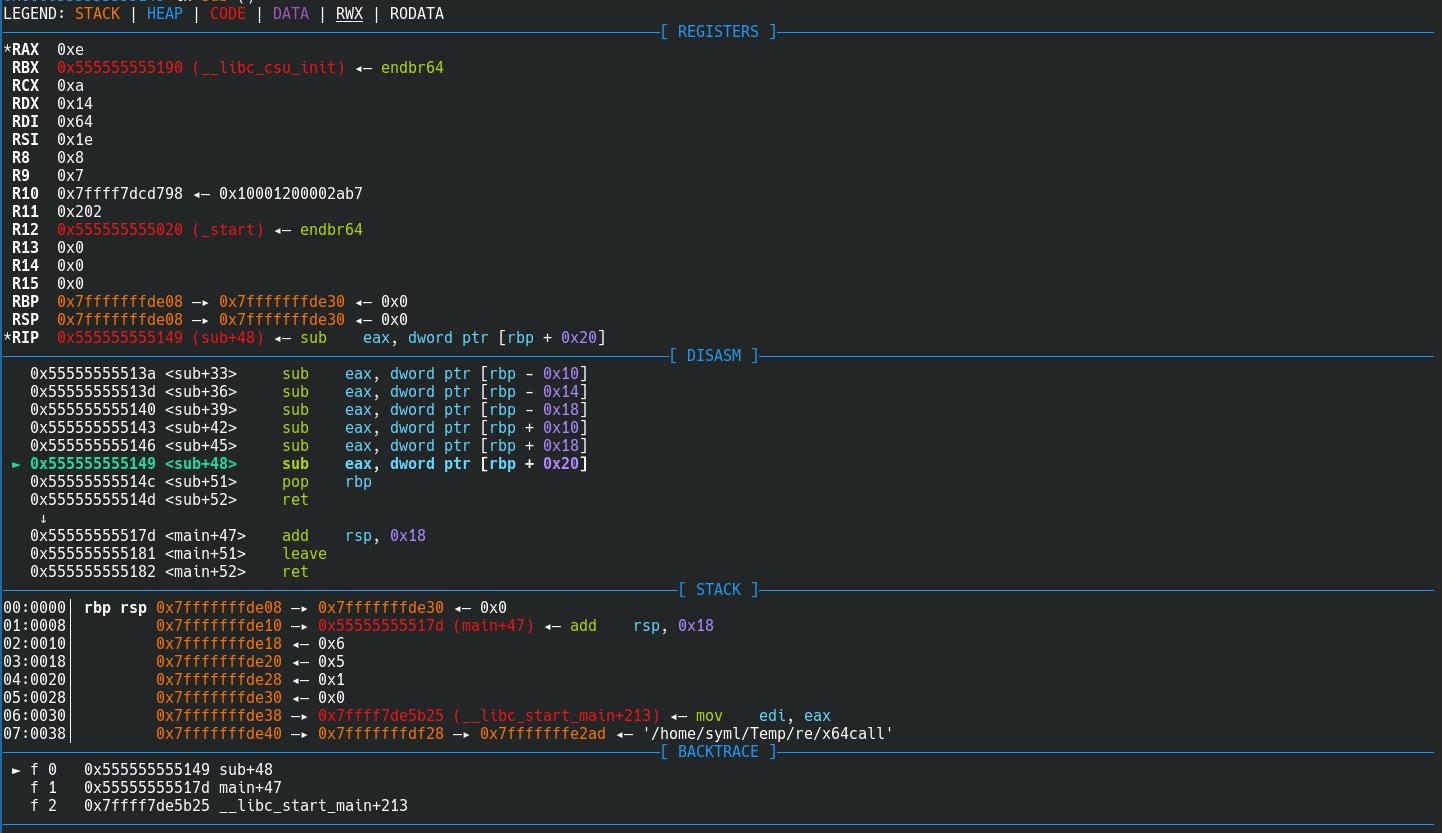 LEGEND: STACK | HEAP | CODE | DATA | RWX | RODATA
[ REGISTERS ]
*RAX  0xe
 RBX  0x555555555190 (__libc_csu_init) ◂— endbr64
 RCX  0xa
 RDX  0x14
 RDI  0x64
 RSI  0x1e
 R8   0x8
 R9   0x7
 R10  0x7ffff7dcd798 ◂— 0x10001200002ab7
 R11  0x202
 R12  0x555555555020 (_start) ◂— endbr64
 R13  0x0
 R14  0x0
 R15  0x0
 RBP  0x7fffffffde08 —▸ 0x7fffffffde30 ◂— 0x0
 RSP  0x7fffffffde08 —▸ 0x7fffffffde30 ◂— 0x0
*RIP  0x555555555149 (sub+48) ◂— sub    eax, dword ptr [rbp + 0x20]
[ DISASM ]
   0x55555555513a <sub+33>     sub    eax, dword ptr [rbp - 0x10]
   0x55555555513d <sub+36>     sub    eax, dword ptr [rbp - 0x14]
   0x555555555140 <sub+39>     sub    eax, dword ptr [rbp - 0x18]
   0x555555555143 <sub+42>     sub    eax, dword ptr [rbp + 0x10]
   0x555555555146 <sub+45>     sub    eax, dword ptr [rbp + 0x18]
 ► 0x555555555149 <sub+48>     sub    eax, dword ptr [rbp + 0x20]
   0x55555555514c <sub+51>     pop    rbp
   0x55555555514d <sub+52>     ret
    ↓
   0x55555555517d <main+47>    add    rsp, 0x18
   0x555555555181 <main+51>    leave
   0x555555555182 <main+52>    ret
[ STACK ]
00:0000│ rbp rsp 0x7fffffffde08 —▸ 0x7fffffffde30 ◂— 0x0
01:0008│         0x7fffffffde10 —▸ 0x55555555517d (main+47) ◂— add    rsp, 0x18
02:0010│         0x7fffffffde18 ◂— 0x6
03:0018│         0x7fffffffde20 ◂— 0x5
04:0020│         0x7fffffffde28 ◂— 0x1
05:0028│         0x7fffffffde30 ◂— 0x0
06:0030│         0x7fffffffde38 —▸ 0x7ffff7de5b25 (__libc_start_main+213) ◂— mov    edi, eax
07:0038│         0x7fffffffde40 —▸ 0x7fffffffdf28 —▸ 0x7fffffffe2ad ◂— '/home/syml/Temp/re/x64call'
[ BACKTRACE ]
 ► f 0   0x555555555149 sub+48
   f 1   0x55555555517d main+47
   f 2   0x7ffff7de5b25 __libc_start_main+213